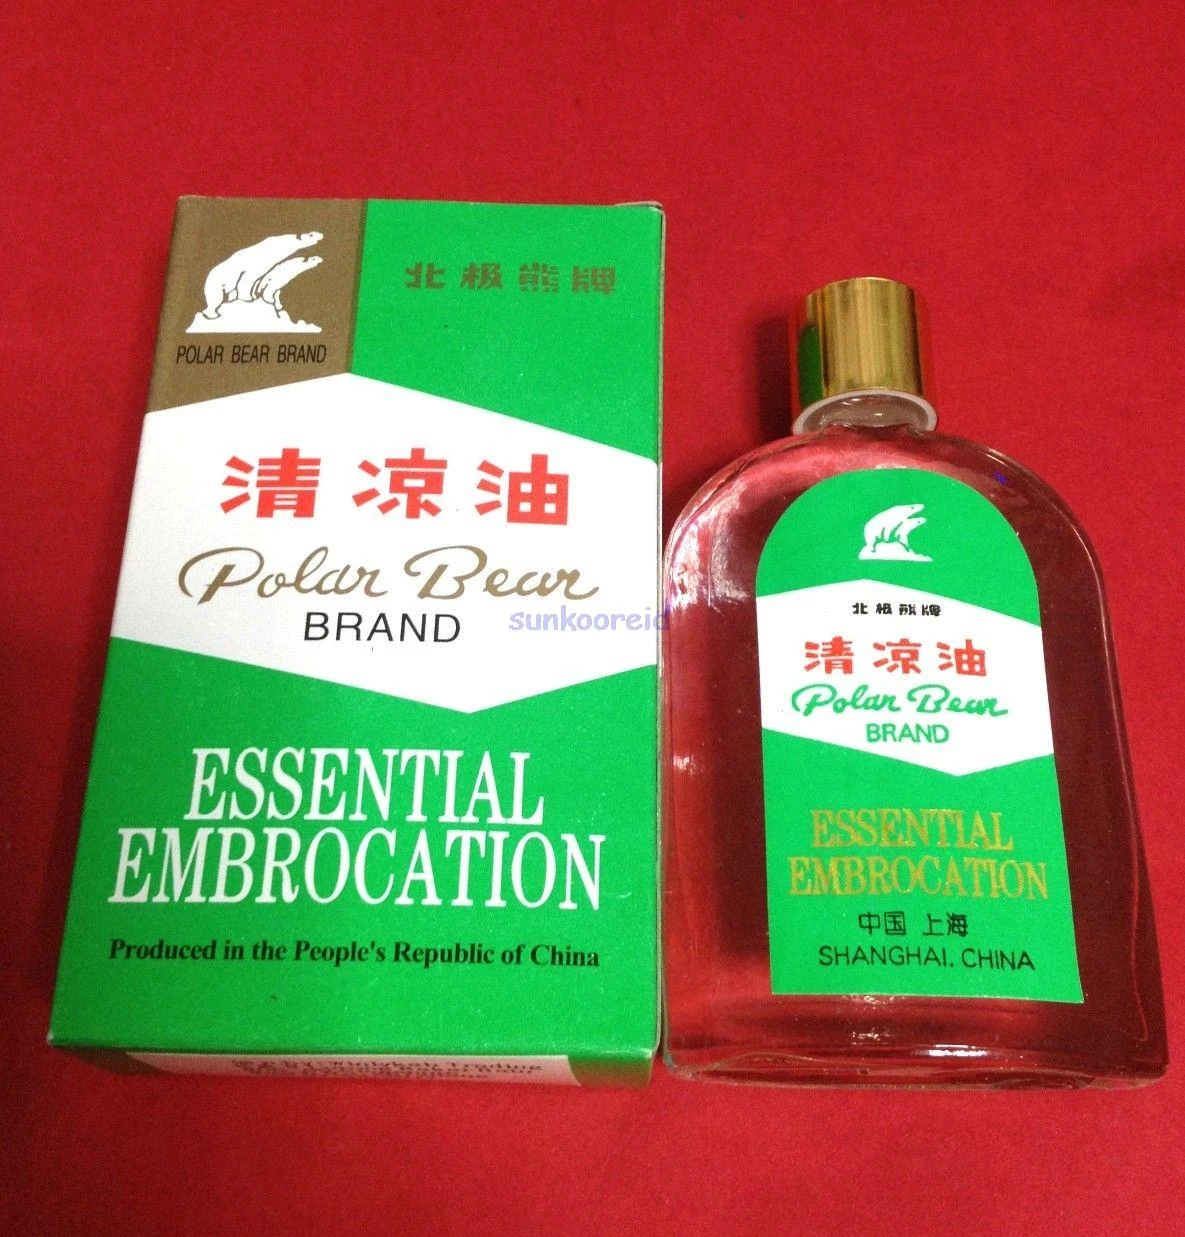 北极熊牌
POLAR BEAR BRAND
清凉油
Polar Bear
BRAND
ESSENTIAL
EMBROCATION
Produced in the People's Republic of China
sunkooreid
北极熊牌
清凉油
Polar Bear
BRAND
ESSENTIAL
EMBROCATION
中国 上海
SHANGHAI. CHINA